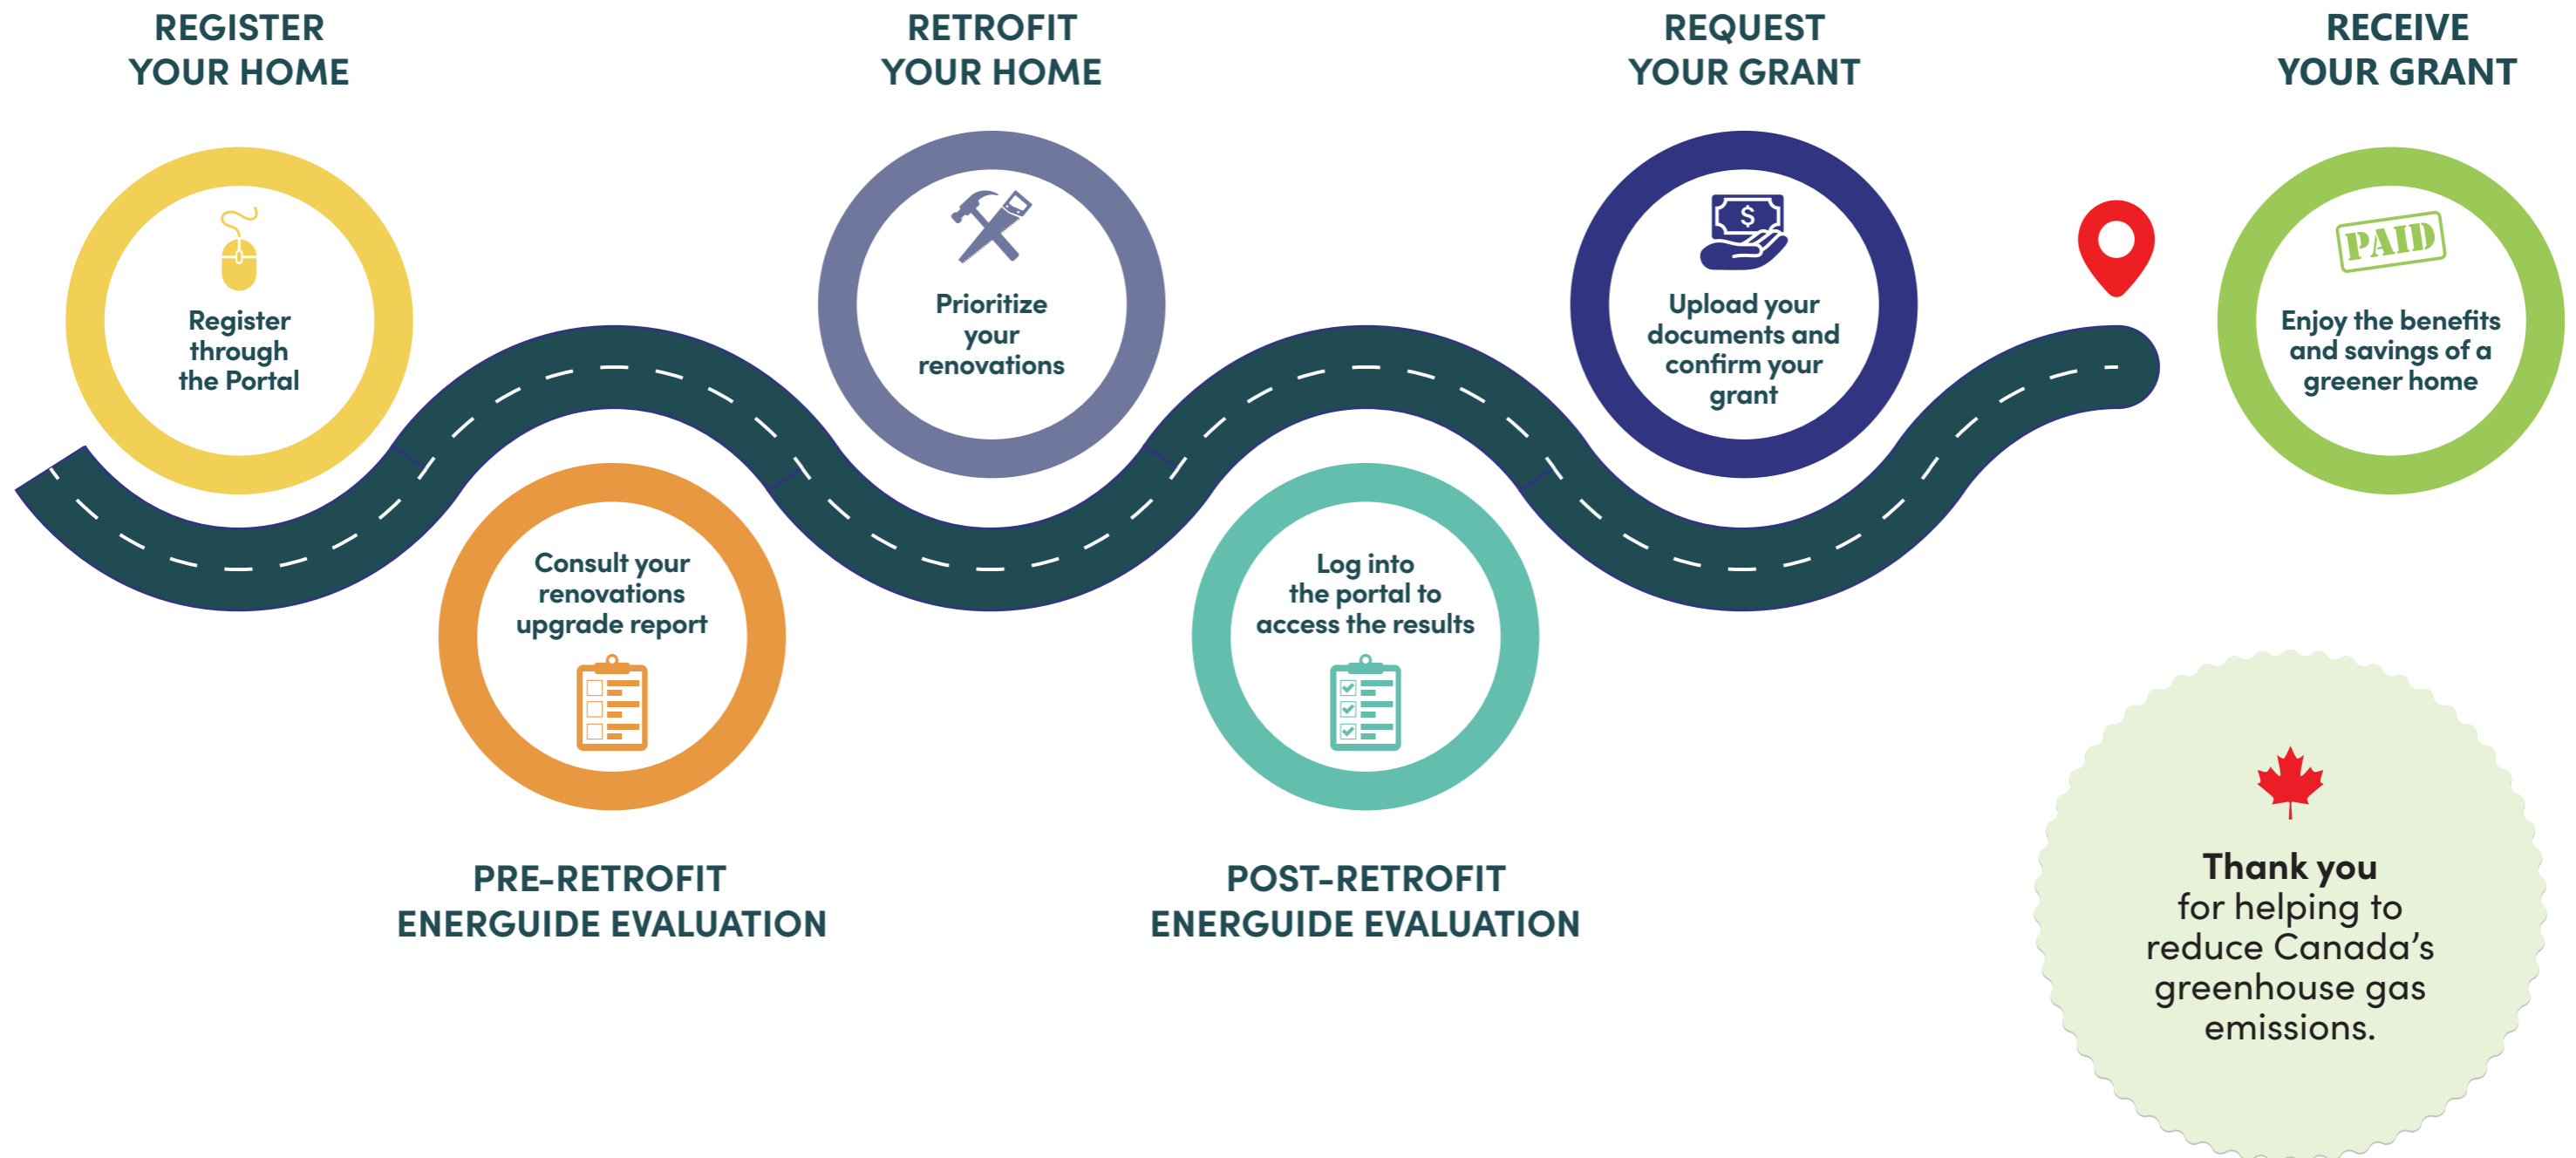 REGISTER
YOUR HOME
Register
through
the Portal
Consult your
renovations
upgrade report
PRE-RETROFIT
ENERGUIDE EVALUATION
RETROFIT
YOUR HOME
Prioritize
your
renovations
Log into
the portal to
access the results
POST-RETROFIT
ENERGUIDE EVALUATION
REQUEST
YOUR GRANT
$
Upload your
documents and
confirm your
grant
RECEIVE
YOUR GRANT
PAID
Enjoy the benefits
and savings of a
greener home
Thank you
for helping to
reduce Canada’s
greenhouse gas
emissions.